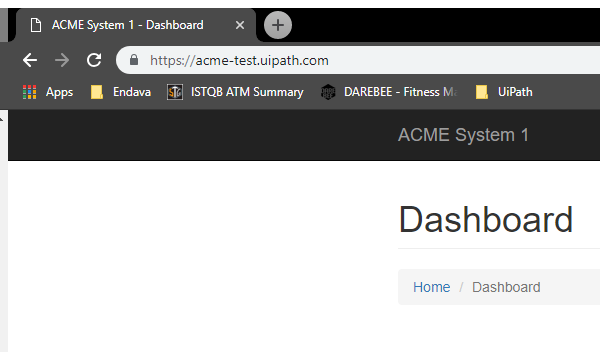 ACME System 1 - Dashboard
https://acme-test.uipath.com
Apps Endava ISTQB ATM Summary DAREBEE - Fitness UiPath
ACME System 1
Dashboard
Home / Dashboard